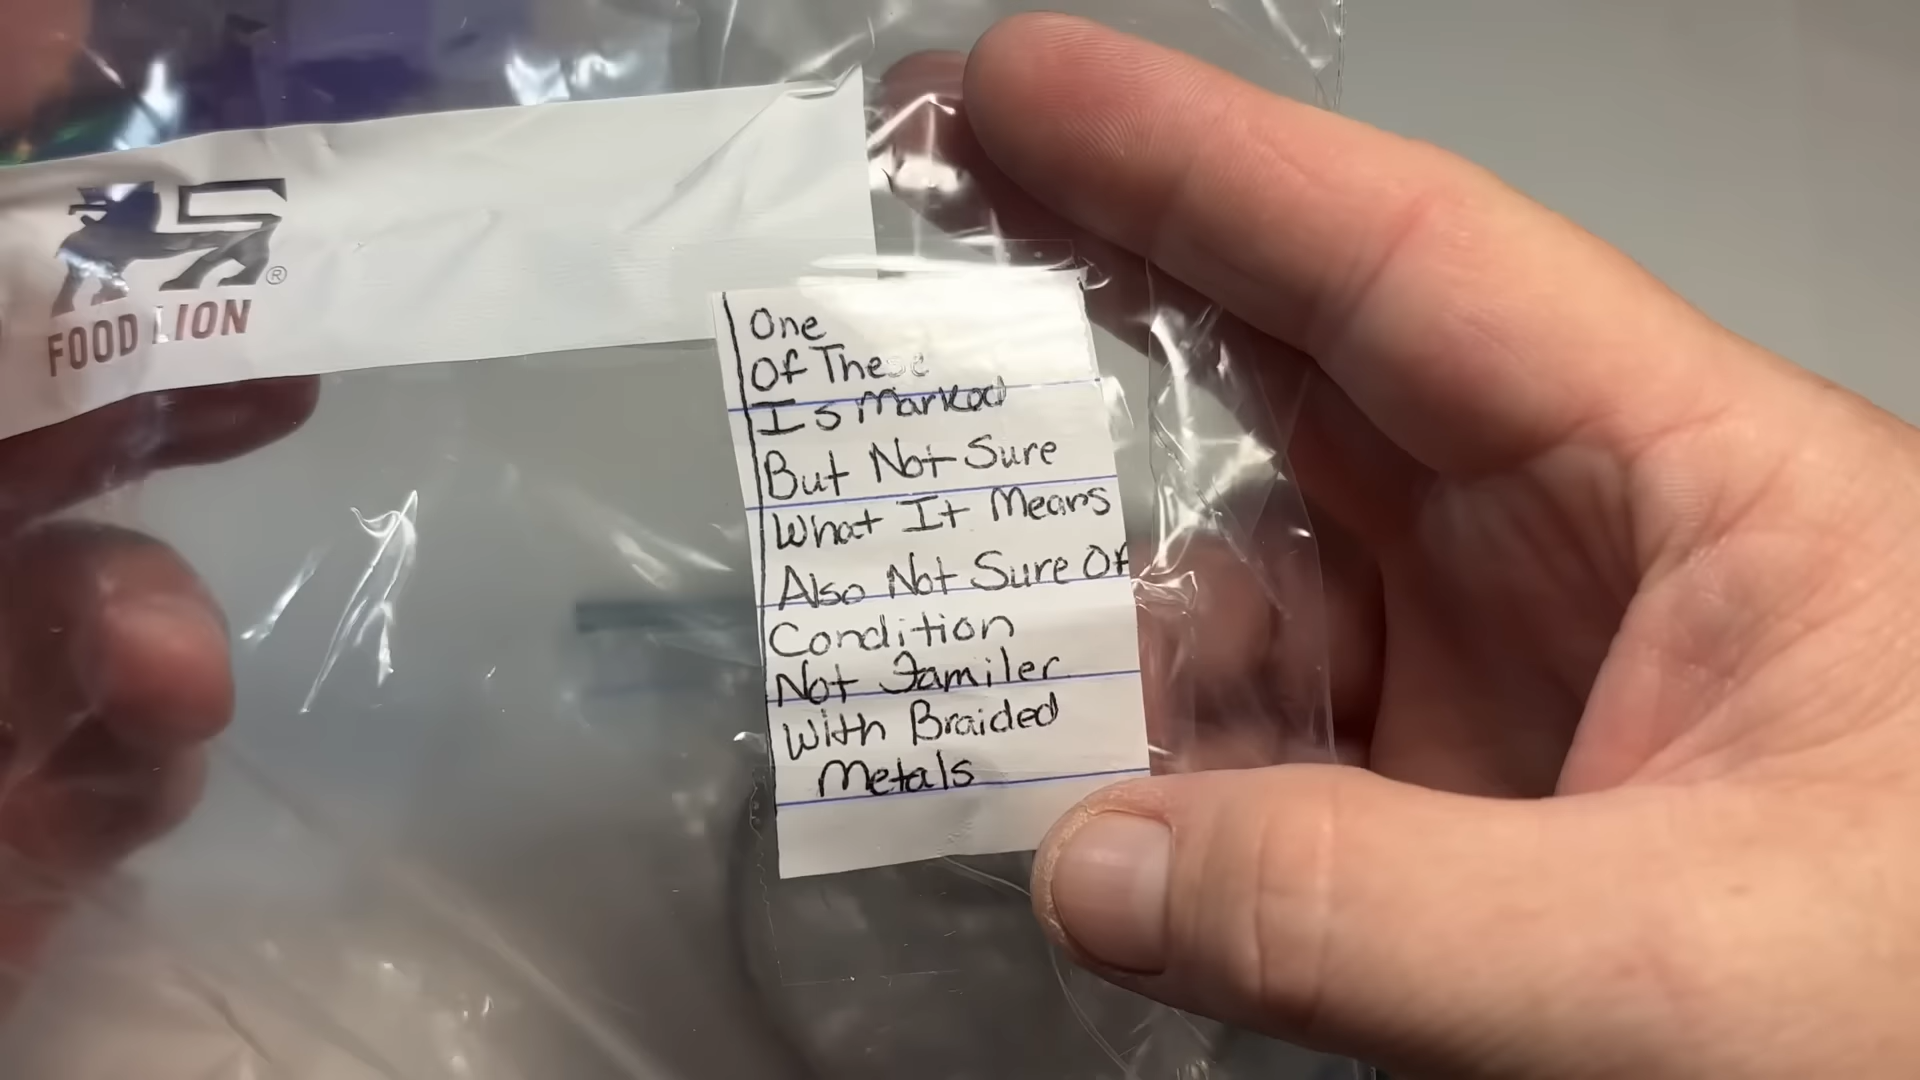 FOOD LION
®
One
Of These
Is Marked
But Not Sure
What It Means
Also Not Sure Of
Condition
Not Familer
With Braided
Metals